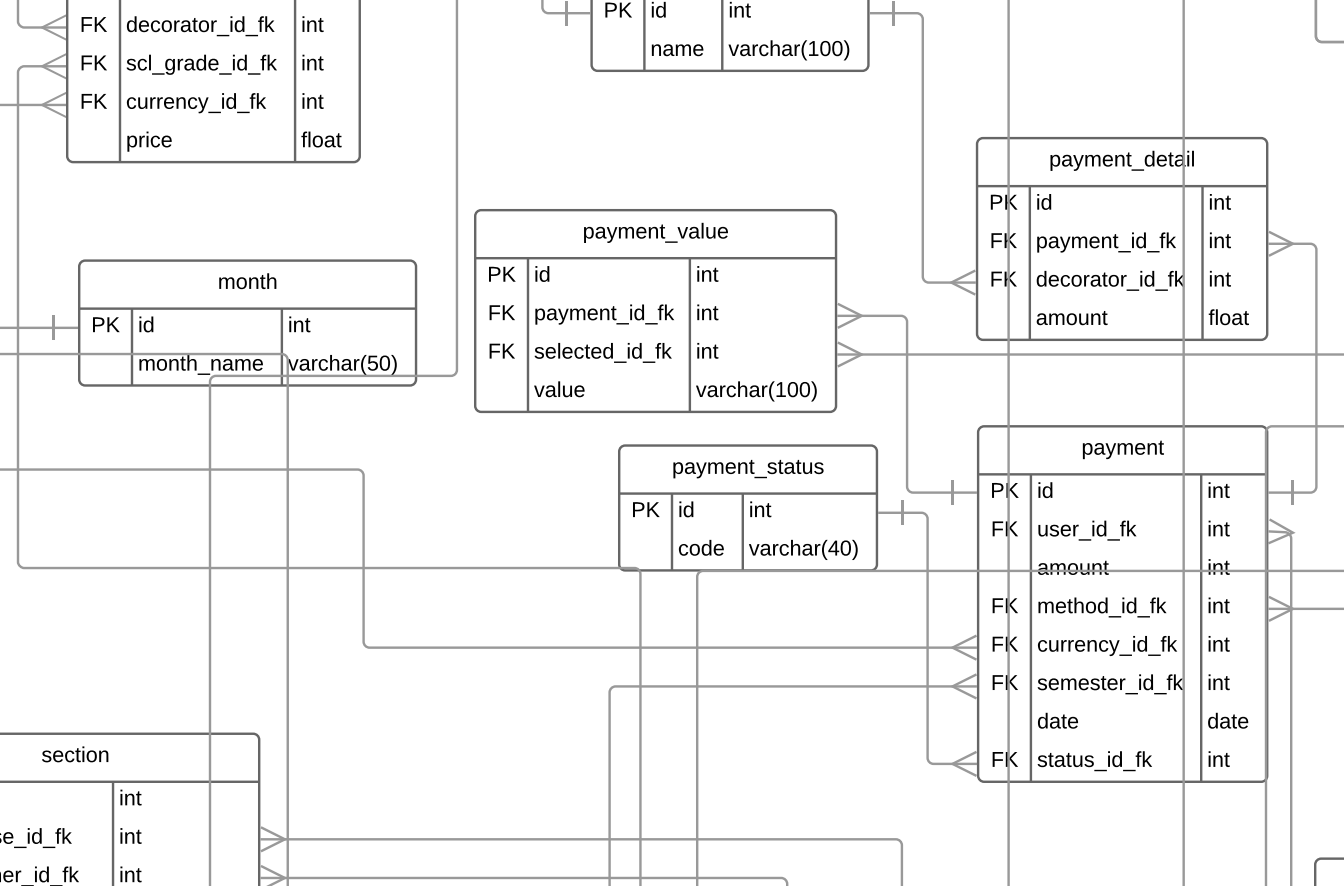 FK decorator_id_fk int
FK scl_grade_id_fk int
FK currency_id_fk int
price float
PK id int
name varchar(100)
payment_detail
PK id int
FK payment_id_fk int
FK decorator_id_fk int
amount float
payment_value
PK id int
FK payment_id_fk int
FK selected_id_fk int
value varchar(100)
month
PK id int
month_name varchar(50)
payment_status
PK id int
code varchar(40)
payment
PK id int
FK user_id_fk int
amount int
FK method_id_fk int
FK currency_id_fk int
FK semester_id_fk int
date date
FK status_id_fk int
section
int
se_id_fk int
er_id_fk int